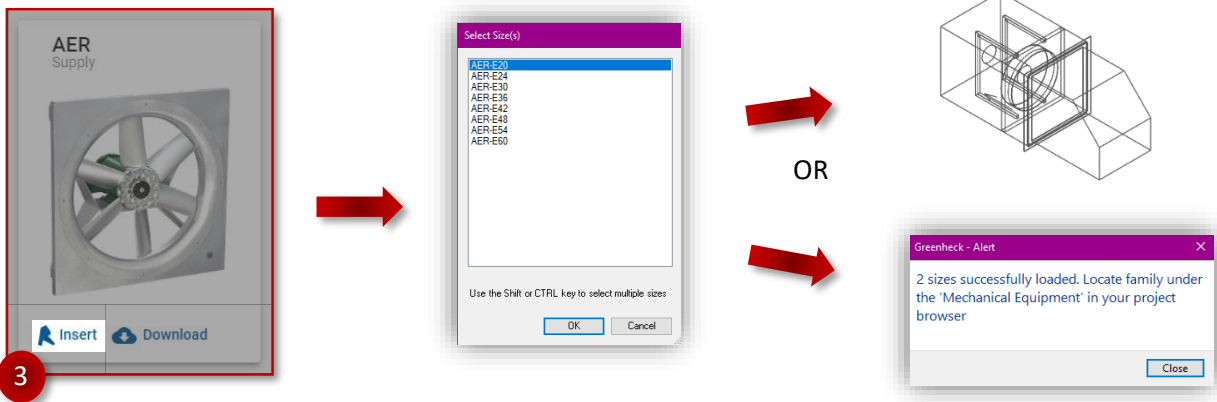 AER
Supply
Insert
Download
3
Select Size(s)
AER-E20
AER-E24
AER-E30
AER-E36
AER-E42
AER-E48
AER-E54
AER-E60
Use the Shift or CTRL key to select multiple sizes
OK
Cancel
OR
Greenheck - Alert
2 sizes successfully loaded. Locate family under
the 'Mechanical Equipment' in your project
browser
Close